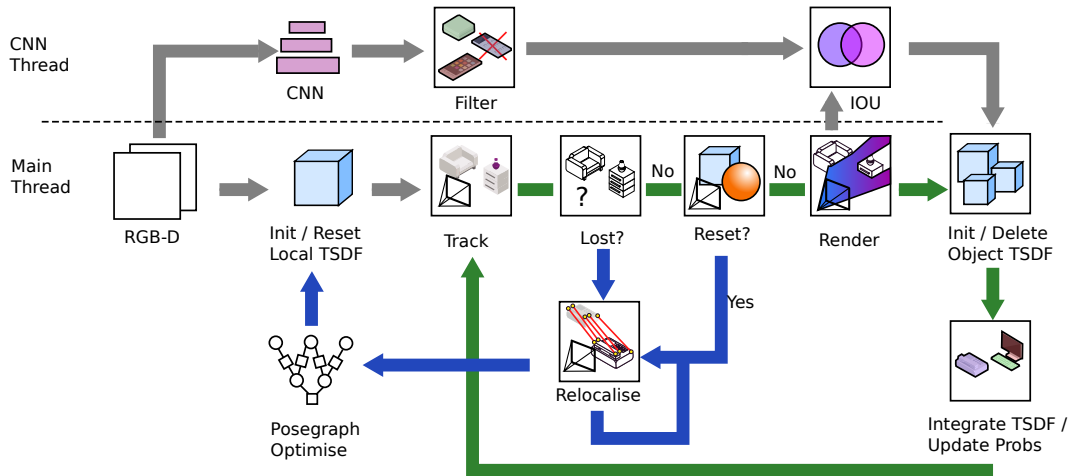 CNN
Thread
CNN
Filter
IOU
Main
Thread
No
No
RGB-D
Init / Reset
Local TSDF
Track
?
Lost?
Reset?
Render
Init / Delete
Object TSDF
Yes
Relocalise
Posegraph
Optimise
Integrate TSDF /
Update Probs